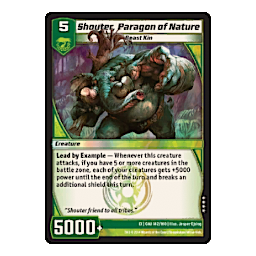 5
Shouter, Paragon of Nature
Beast Kin
Creature
Lead by Example — Whenever this creature
attacks, if you have 5 or more creatures in the
battle zone, each of your creatures gets +5000
power until the end of the turn and breaks an
additional shield this turn.
"Shouter friend to all tribes."
5000+